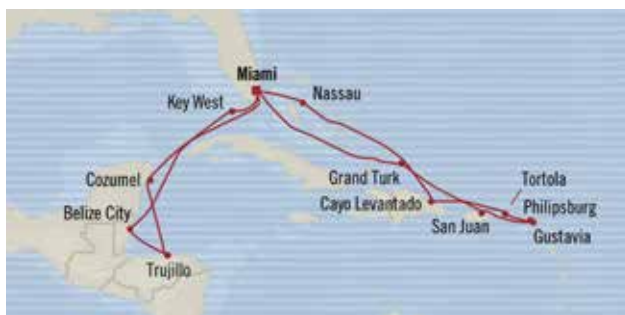 Miami
Nassau
Key West
Grand Turk
Tortola
Cozumel
Cayo Levantado
Philipsburg
Belize City
San Juan
Gustavia
Trujillo